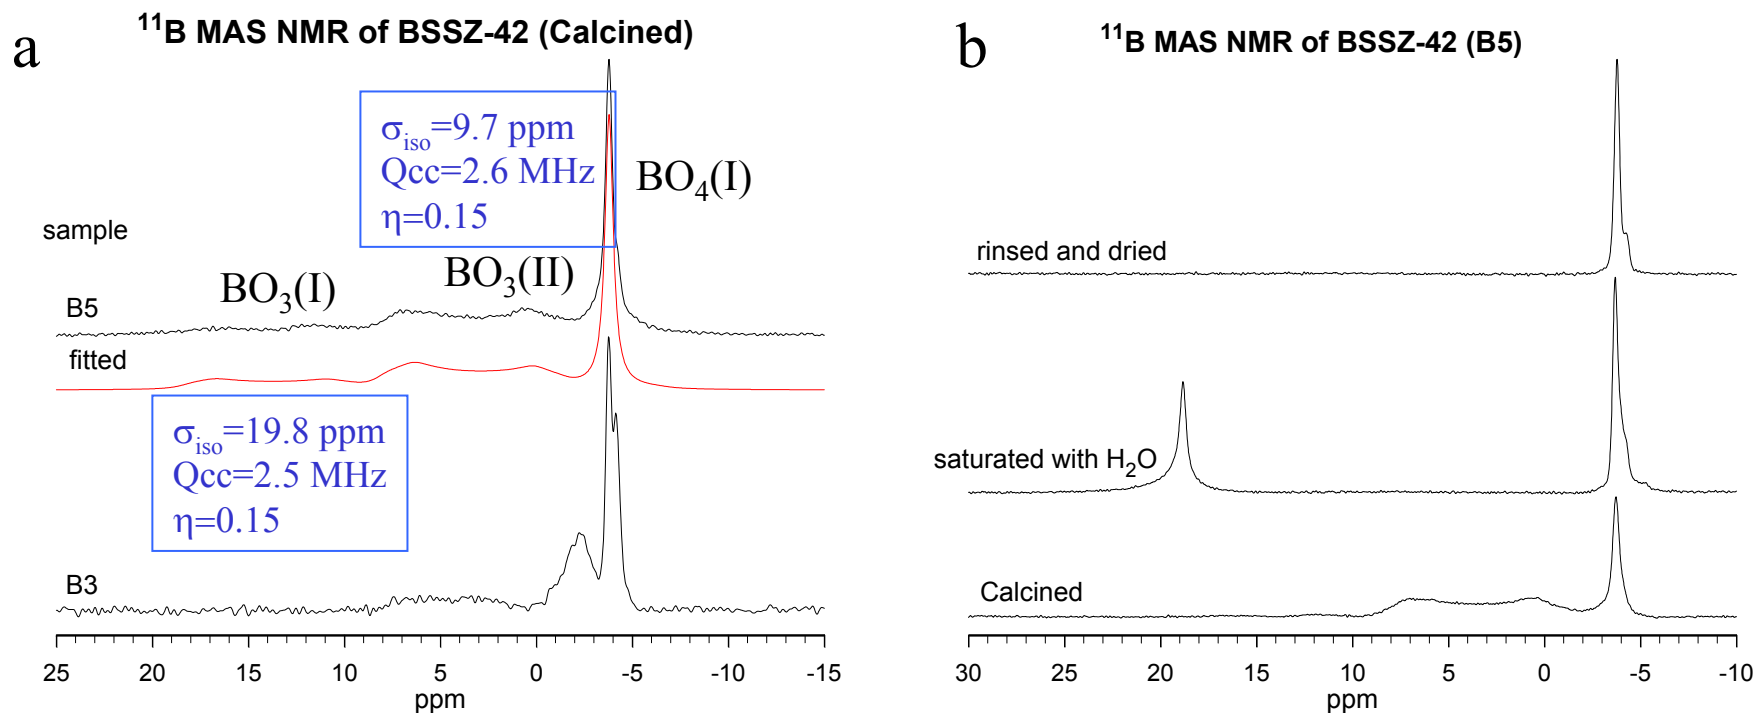 a
¹¹B MAS NMR of BSSZ-42 (Calcined)
σiso=9.7 ppm
Qcc=2.6 MHz
η=0.15
BO₄(I)
sample
BO₃(I)
BO₃(II)
B5
fitted
σiso=19.8 ppm
Qcc=2.5 MHz
η=0.15
B3
25 20 15 10 5 0 -5 -10 -15
ppm
b
¹¹B MAS NMR of BSSZ-42 (B5)
rinsed and dried
saturated with H₂O
Calcined
30 25 20 15 10 5 0 -5 -10
ppm